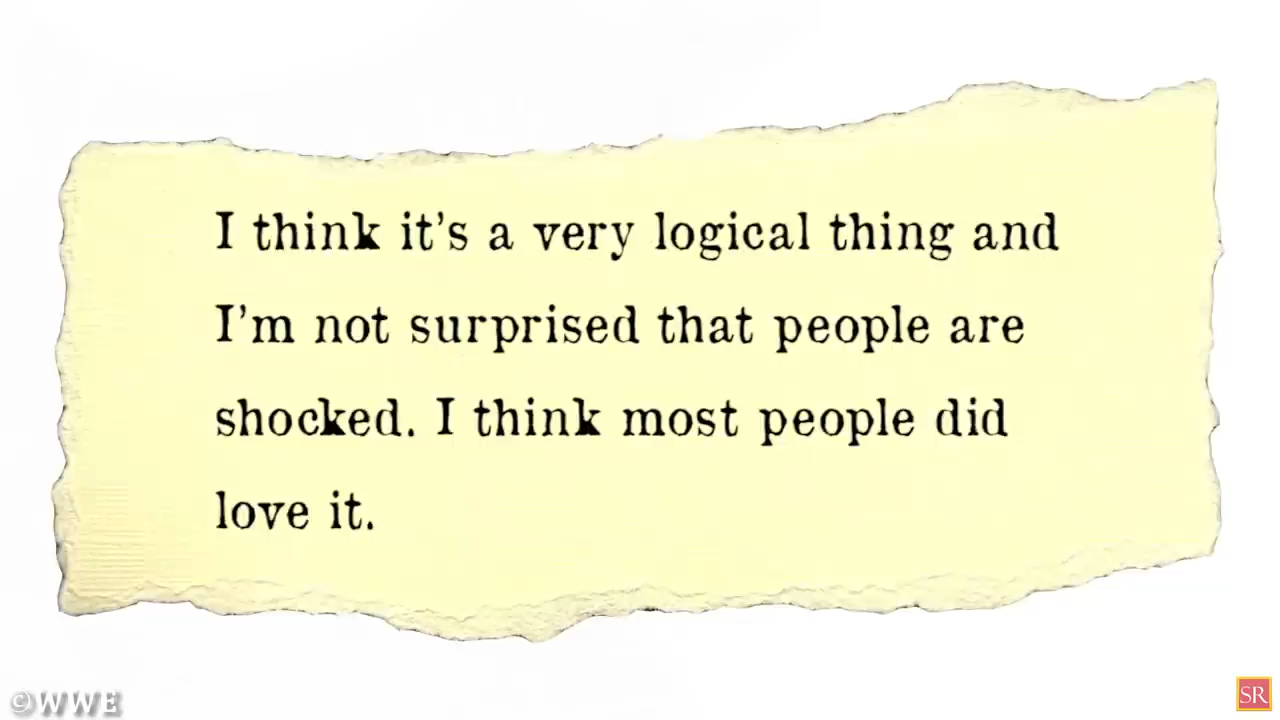 I think it's a very logical thing and
I'm not surprised that people are
shocked. I think most people did
love it.
©WWE
SR